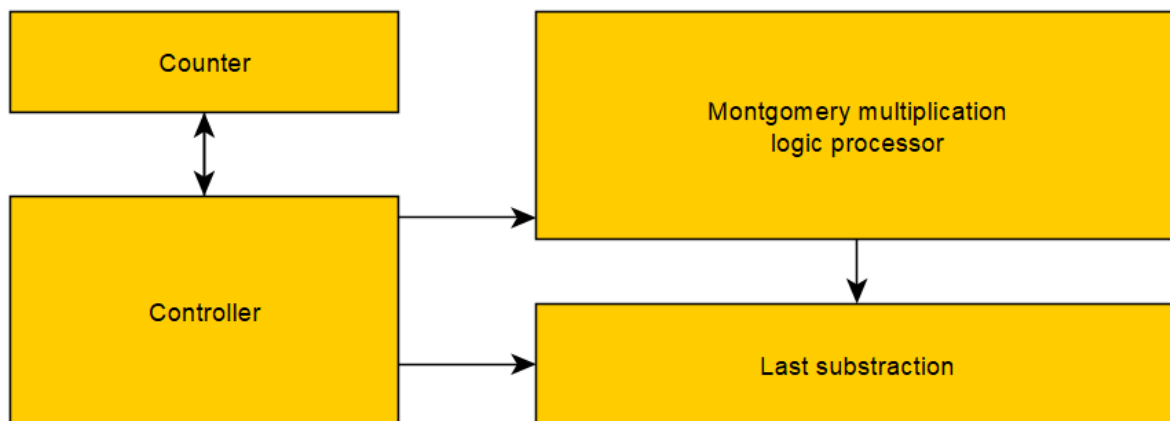 Counter
Montgomery multiplication
logic processor
Controller
Last substraction